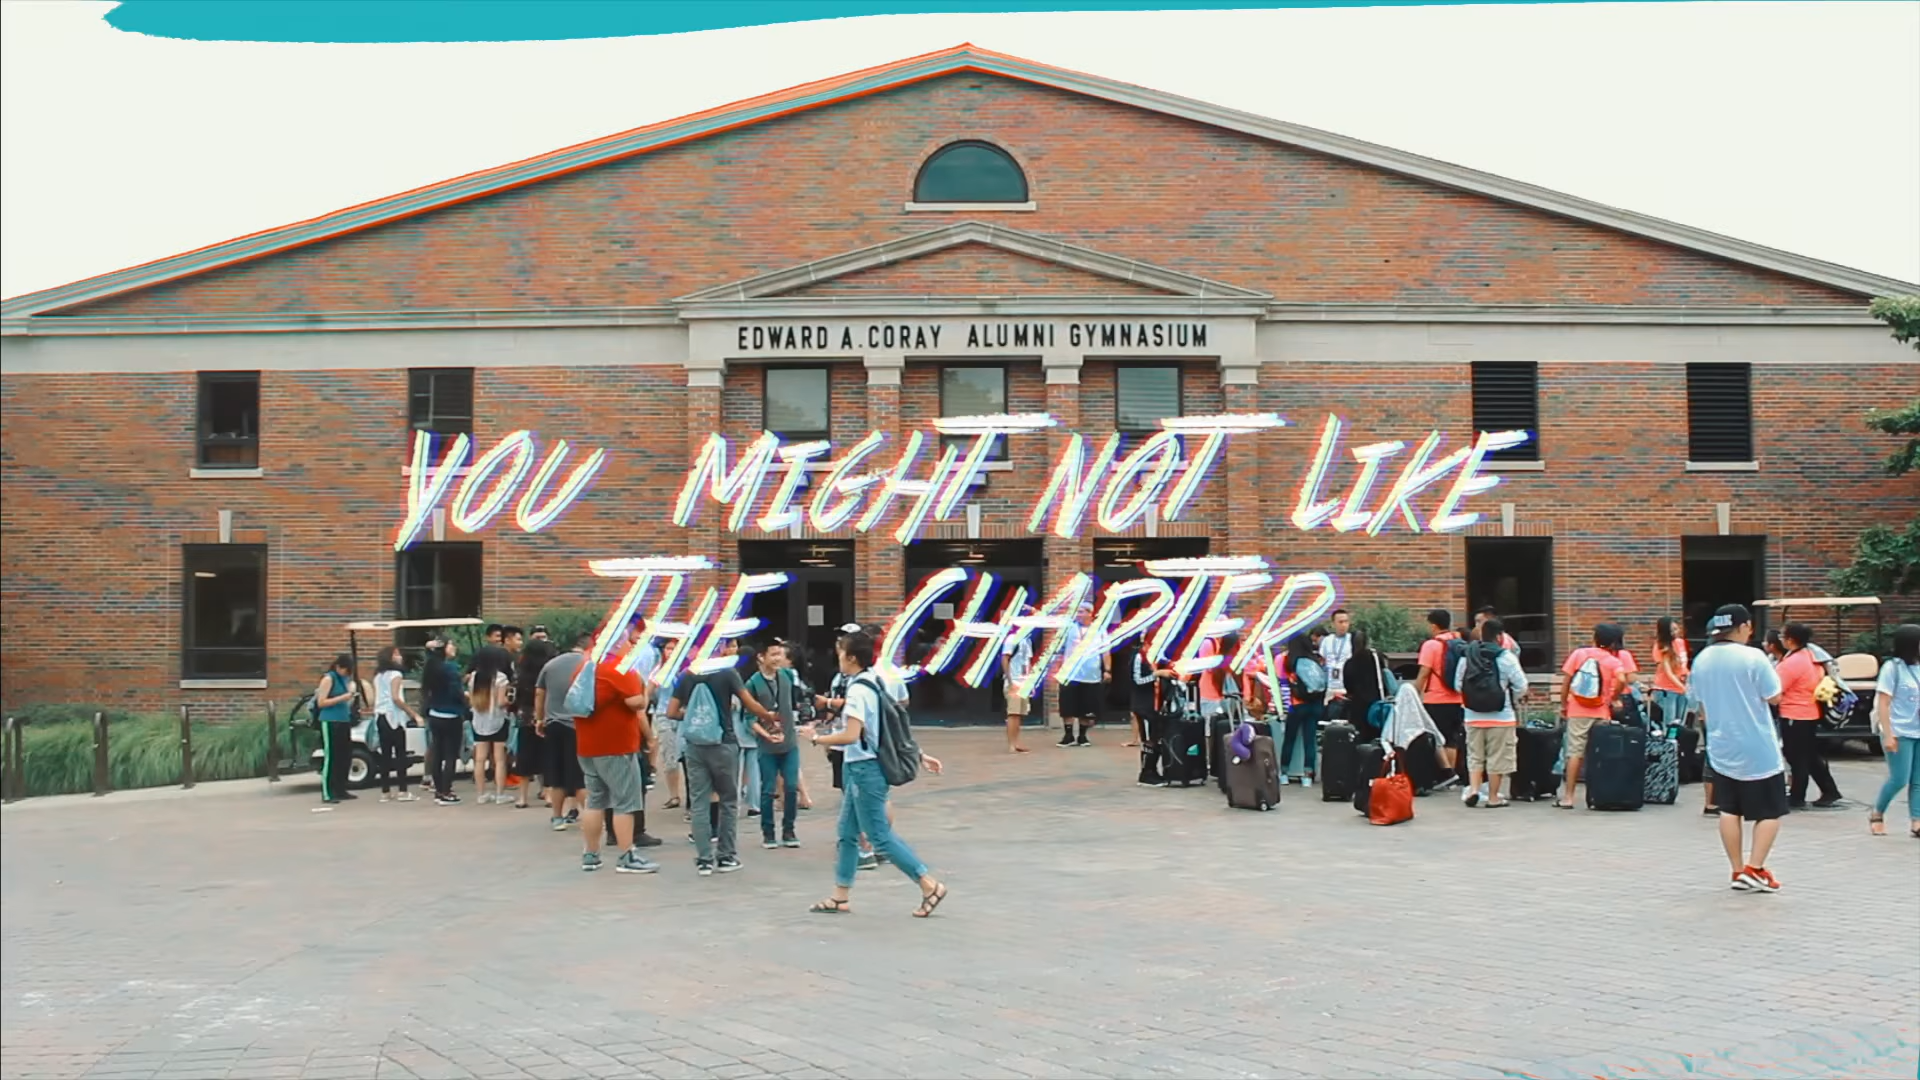 EDWARD A. CORAY ALUMNI GYMNASIUM
YOU MIGHT NOT LIKE
THE CHAPTER